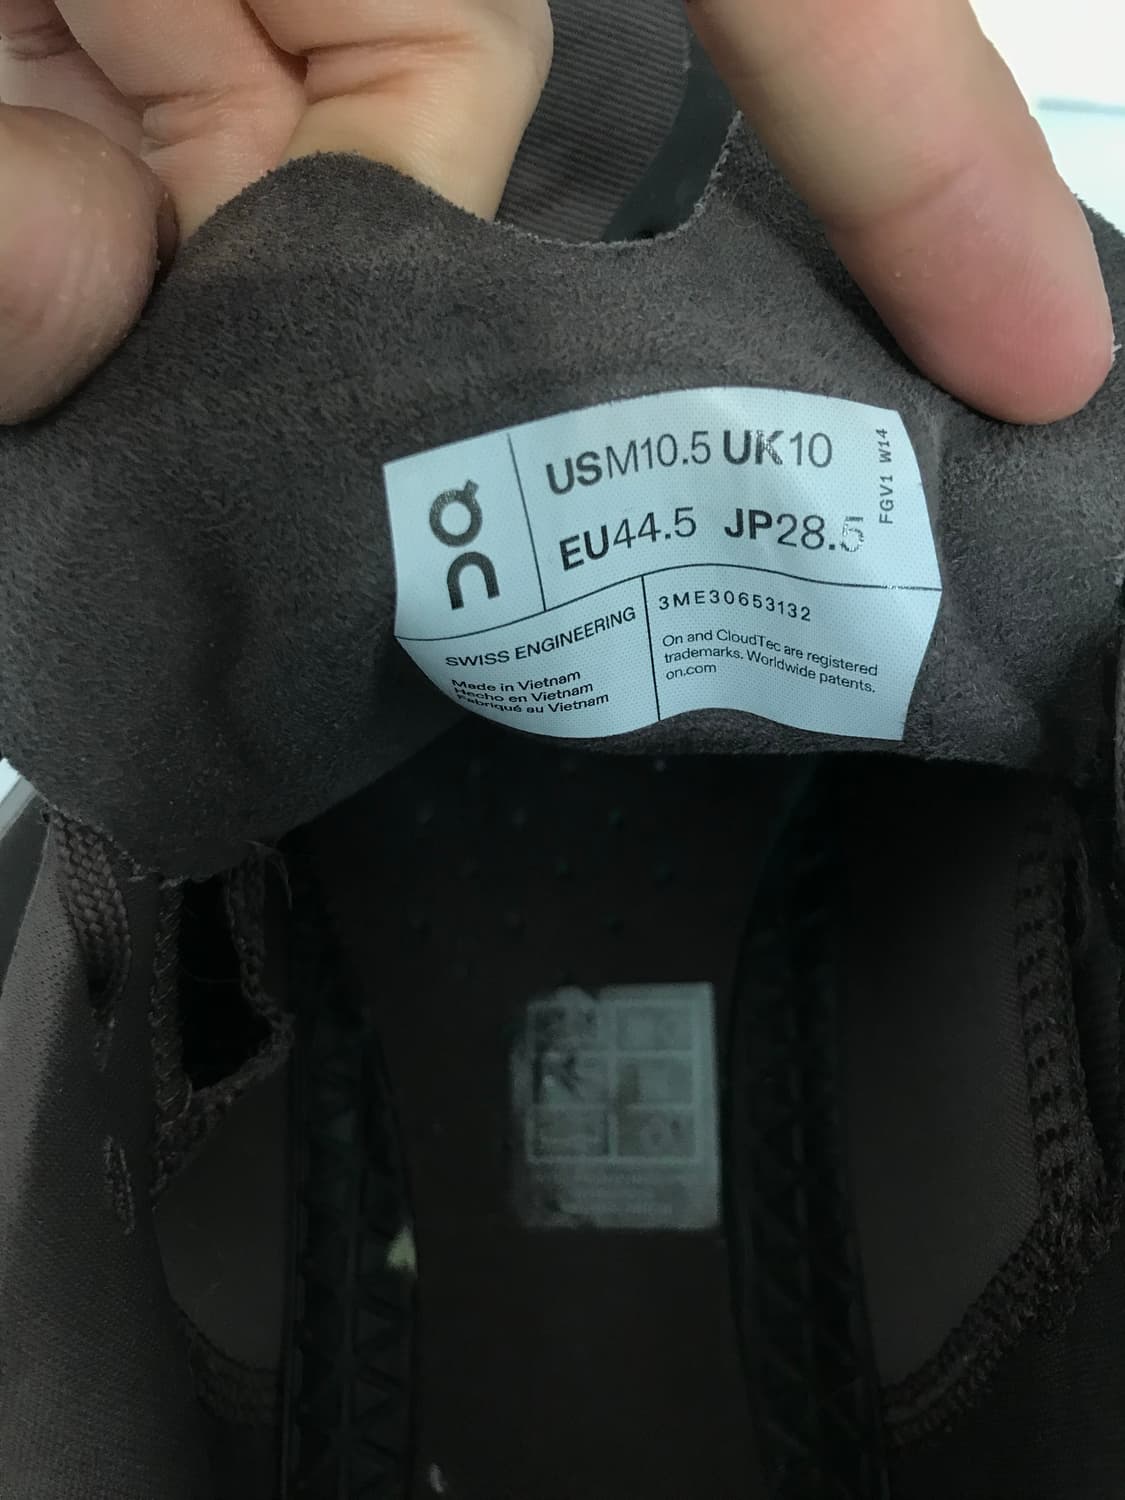 on
USM10.5 UK10
EU44.5 JP28.5
FGV1 W14
SWISS ENGINEERING
Made in Vietnam
Hecho en Vietnam
Fabriqué au Vietnam
3ME30653132
On and CloudTec are registered
trademarks. Worldwide patents.
on.com